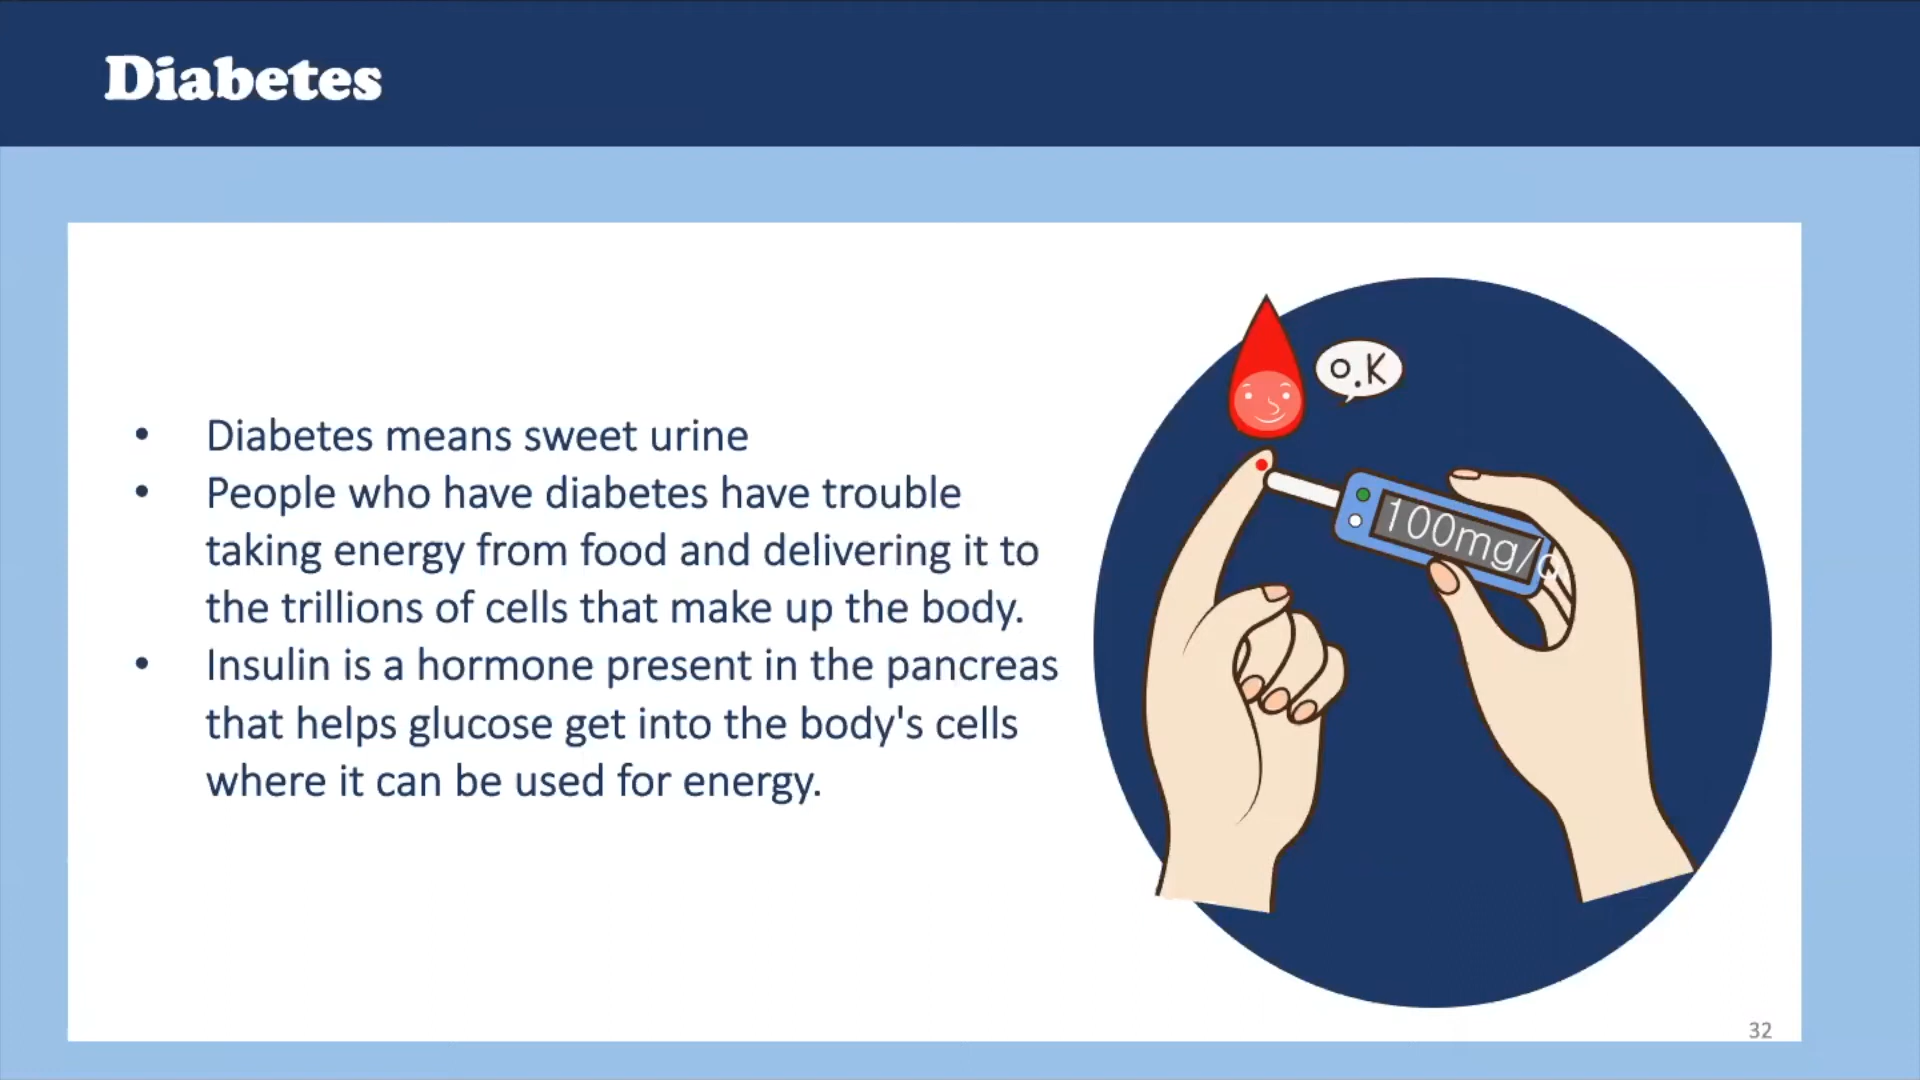 Diabetes
• Diabetes means sweet urine
• People who have diabetes have trouble
taking energy from food and delivering it to
the trillions of cells that make up the body.
• Insulin is a hormone present in the pancreas
that helps glucose get into the body's cells
where it can be used for energy.
O.K
100mg/
32